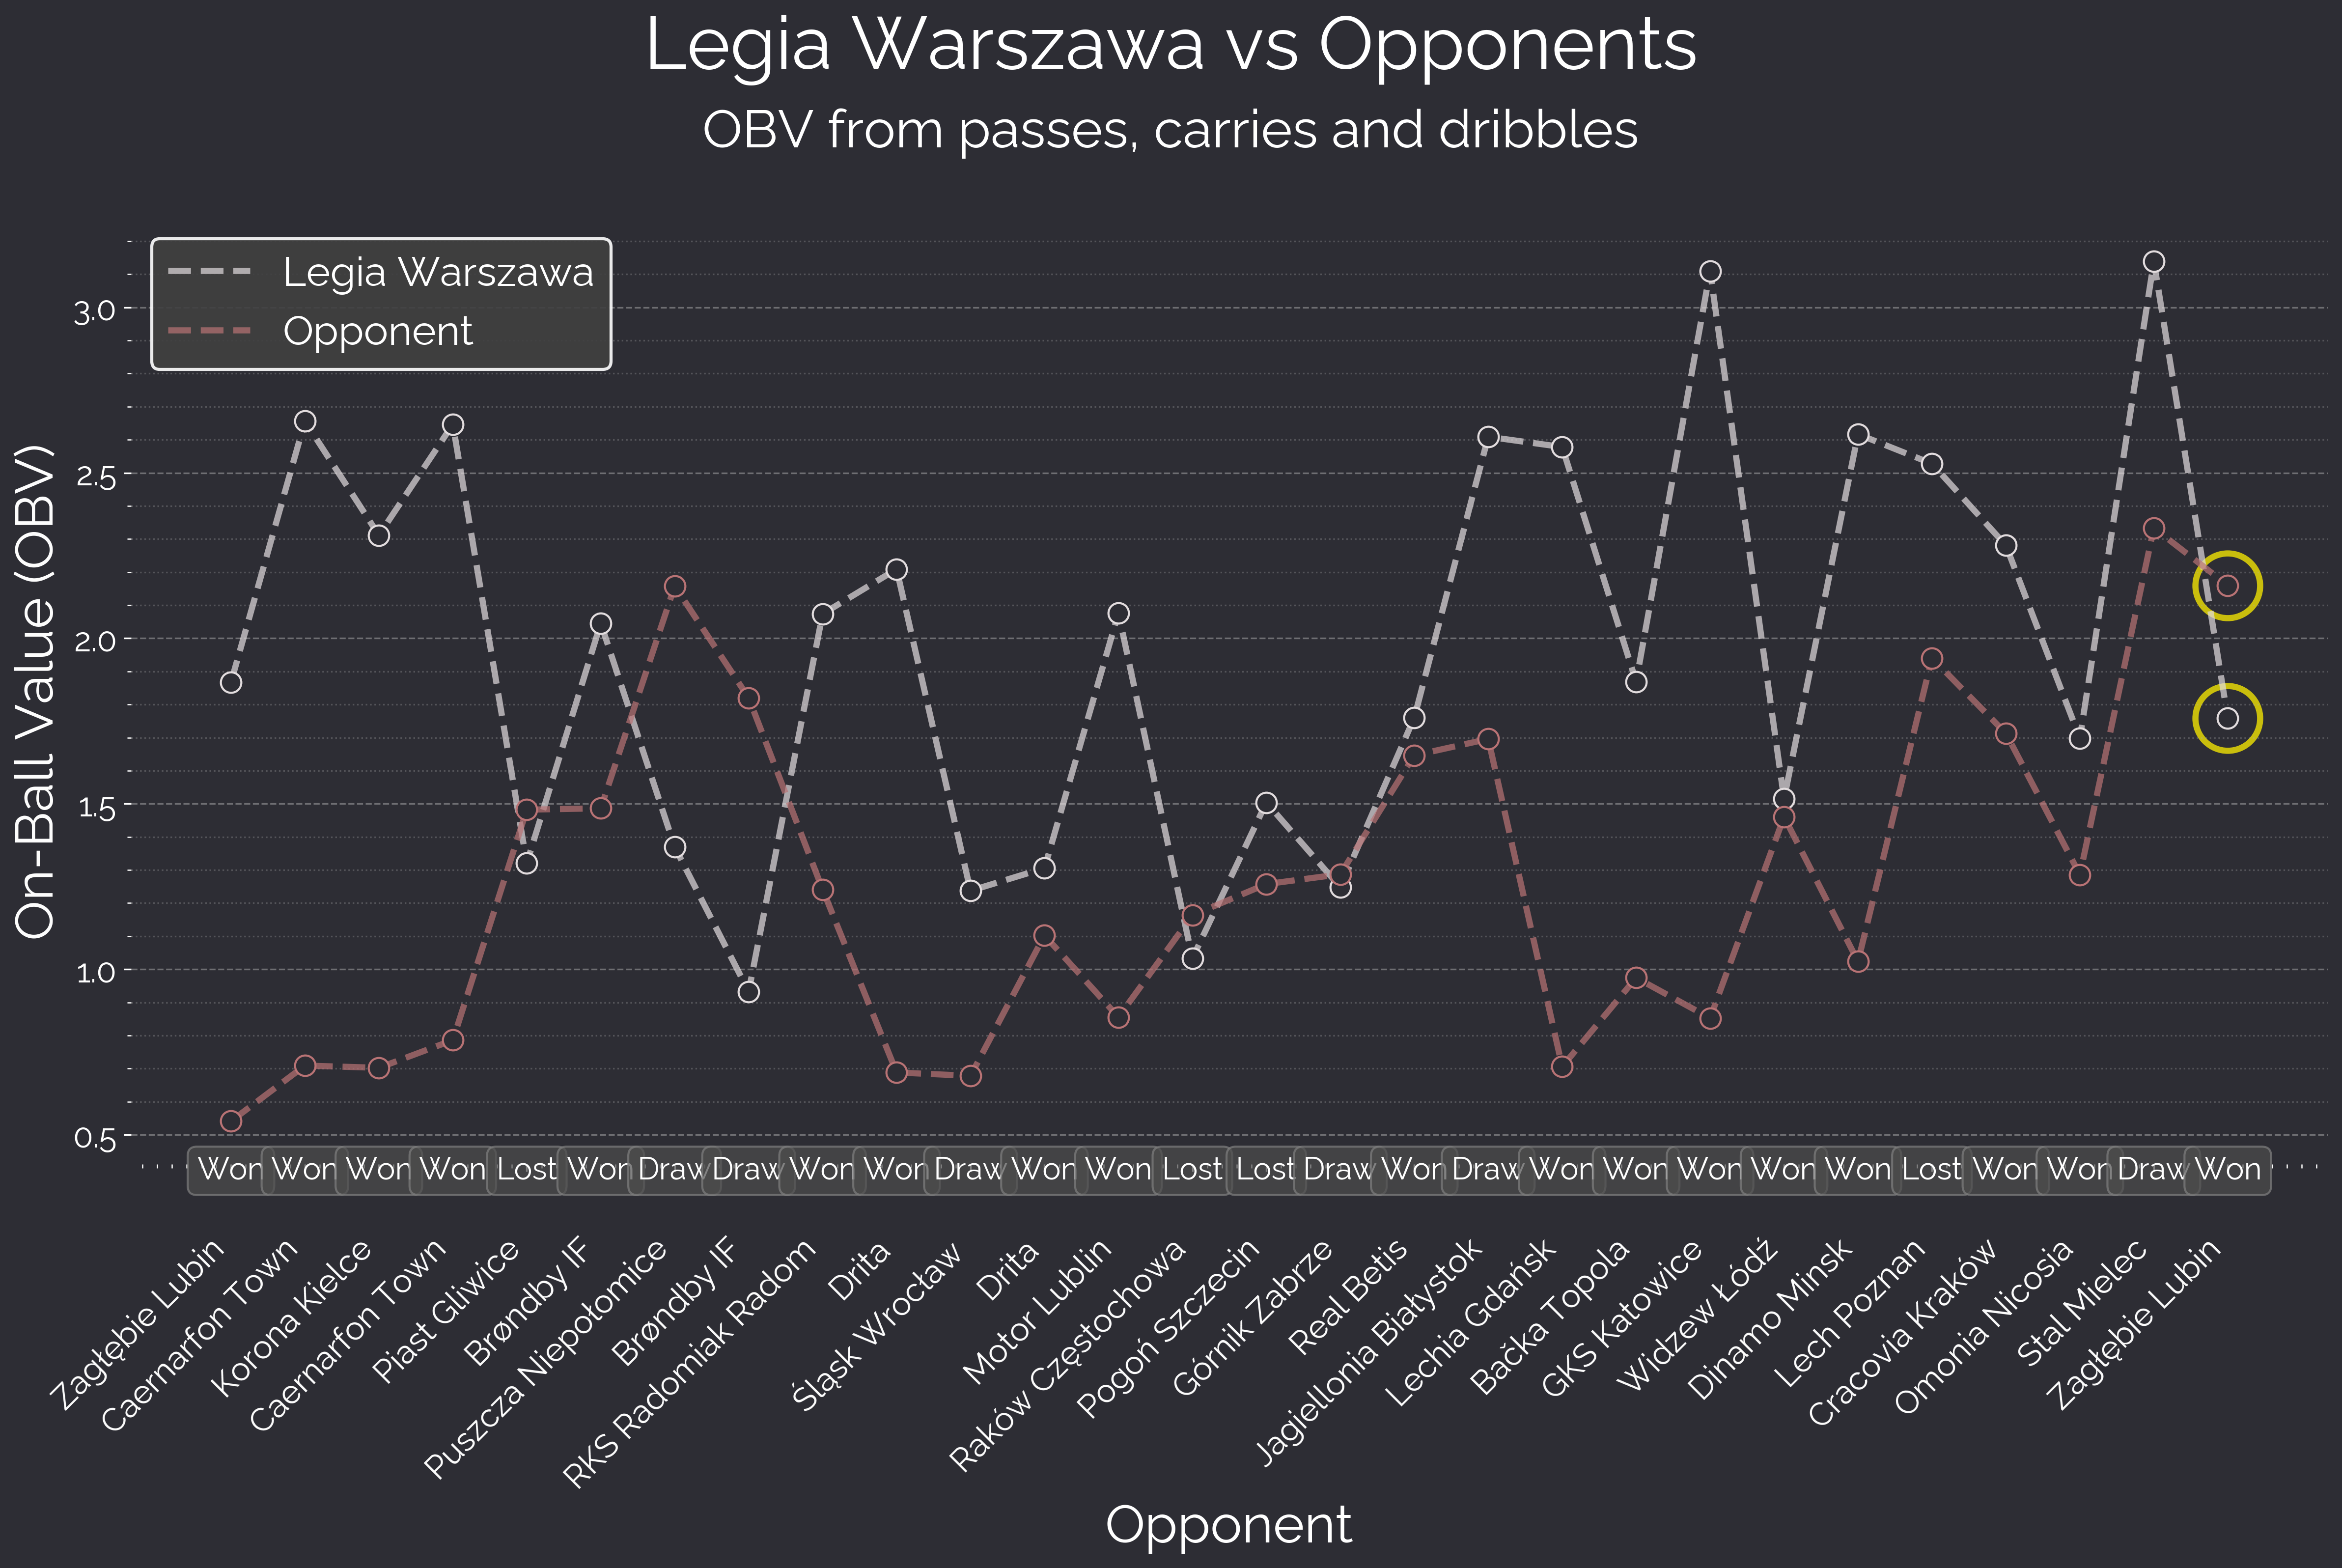 Legia Warszawa vs Opponents
OBV from passes, carries and dribbles
Legia Warszawa
Opponent
On-Ball Value (OBV)
3.0
2.5
2.0
1.5
1.0
0.5
Won Won Won Won Lost Won Draw Draw Won Won Draw Won Won Lost Lost Draw Won Draw Won Won Won Won Won Lost Won Won Draw Won
Zagłębie Lubin
Caernarfon Town
Korona Kielce
Caernarfon Town
Piast Gliwice
Brøndby IF
Puszcza Niepołomice
Brøndby IF
RKS Radomiak Radom
Drita
Śląsk Wrocław
Drita
Motor Lublin
Raków Częstochowa
Pogoń Szczecin
Górnik Zabrze
Real Betis
Jagiellonia Białystok
Lechia Gdańsk
Bačka Topola
GKS Katowice
Widzew Łódź
Dinamo Minsk
Lech Poznan
Cracovia Kraków
Omonia Nicosia
Stal Mielec
Zagłębie Lubin
Opponent